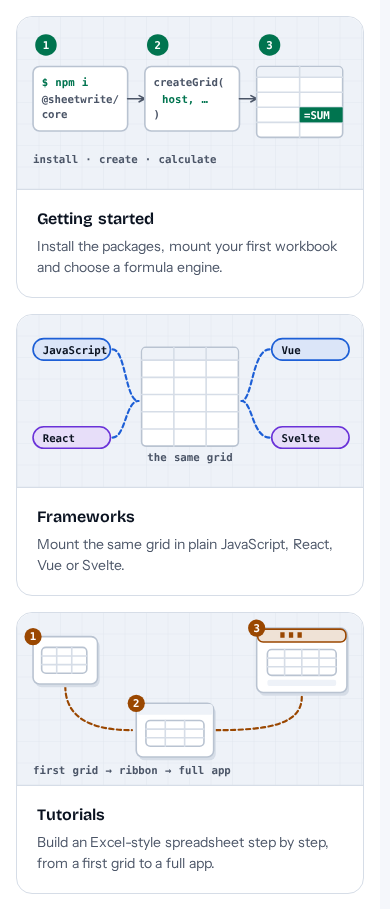 1
2
3
$ npm i
@sheetwrite/
core
createGrid(
host, …
)
=SUM
install · create · calculate
Getting started
Install the packages, mount your first workbook
and choose a formula engine.
JavaScript
Vue
React
Svelte
the same grid
Frameworks
Mount the same grid in plain JavaScript, React,
Vue or Svelte.
1
2
3
first grid → ribbon → full app
Tutorials
Build an Excel-style spreadsheet step by step,
from a first grid to a full app.